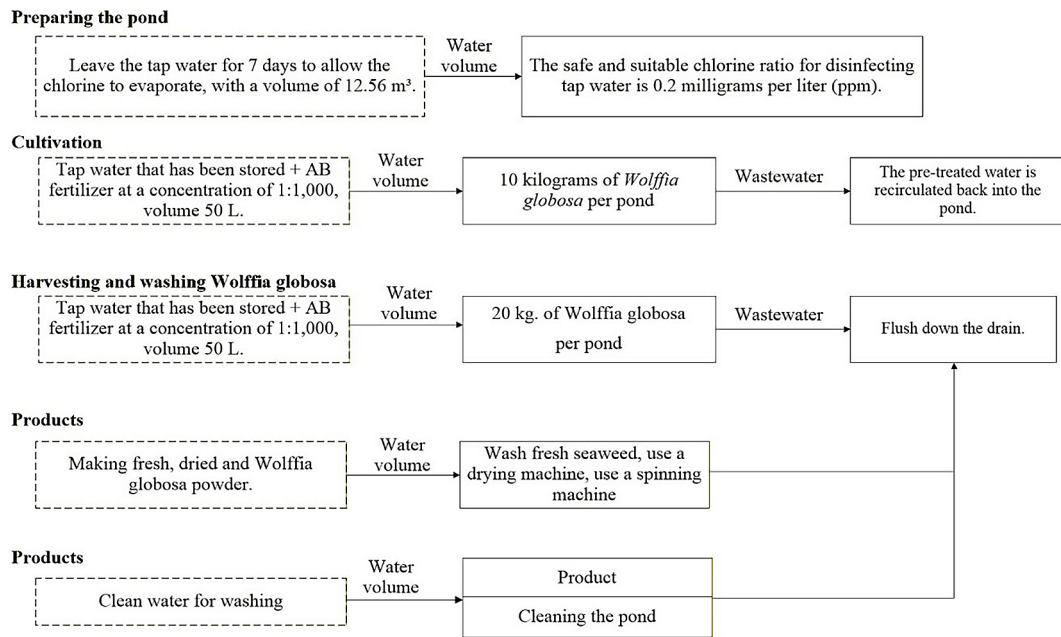 Preparing the pond
Leave the tap water for 7 days to allow the
chlorine to evaporate, with a volume of 12.56 m³.
Water
volume
The safe and suitable chlorine ratio for disinfecting
tap water is 0.2 milligrams per liter (ppm).
Cultivation
Tap water that has been stored + AB
fertilizer at a concentration of 1:1,000,
volume 50 L.
Water
volume
10 kilograms of Wolffia
globosa per pond
Wastewater
The pre-treated water is
recirculated back into the
pond.
Harvesting and washing Wolffia globosa
Tap water that has been stored + AB
fertilizer at a concentration of 1:1,000,
volume 50 L.
Water
volume
20 kg. of Wolffia globosa
per pond
Wastewater
Flush down the drain.
Products
Making fresh, dried and Wolffia
globosa powder.
Water
volume
Wash fresh seaweed, use a
drying machine, use a spinning
machine
Products
Clean water for washing
Water
volume
Product
Cleaning the pond